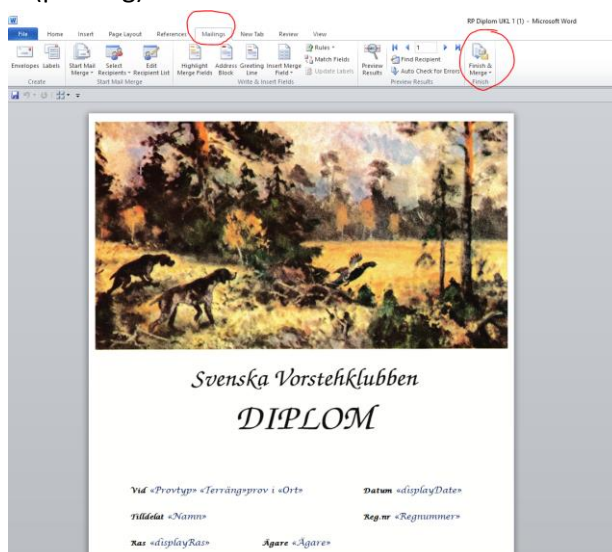 RP Diplom UKL 1 (1) - Microsoft Word
File Home Insert Page Layout References Mailings New Tab Review View
Envelopes Labels Start Mail Merge Select Recipients Edit Recipient List Highlight Merge Fields Address Block Greeting Line Insert Merge Field Rules Match Fields Update Labels Preview Results 1 Find Recipient Auto Check for Errors Finish & Merge
Create Start Mail Merge Write & Insert Fields Preview Results Finish
Svenska Vorstehklubben
DIPLOM
Vid «Provtyp» «Terräng»prov i «Ort» Datum «displayDate»
Tilldelat «Namn» Reg.nr «Regnummer»
Ras «displayRas» Ägare «Ägare»